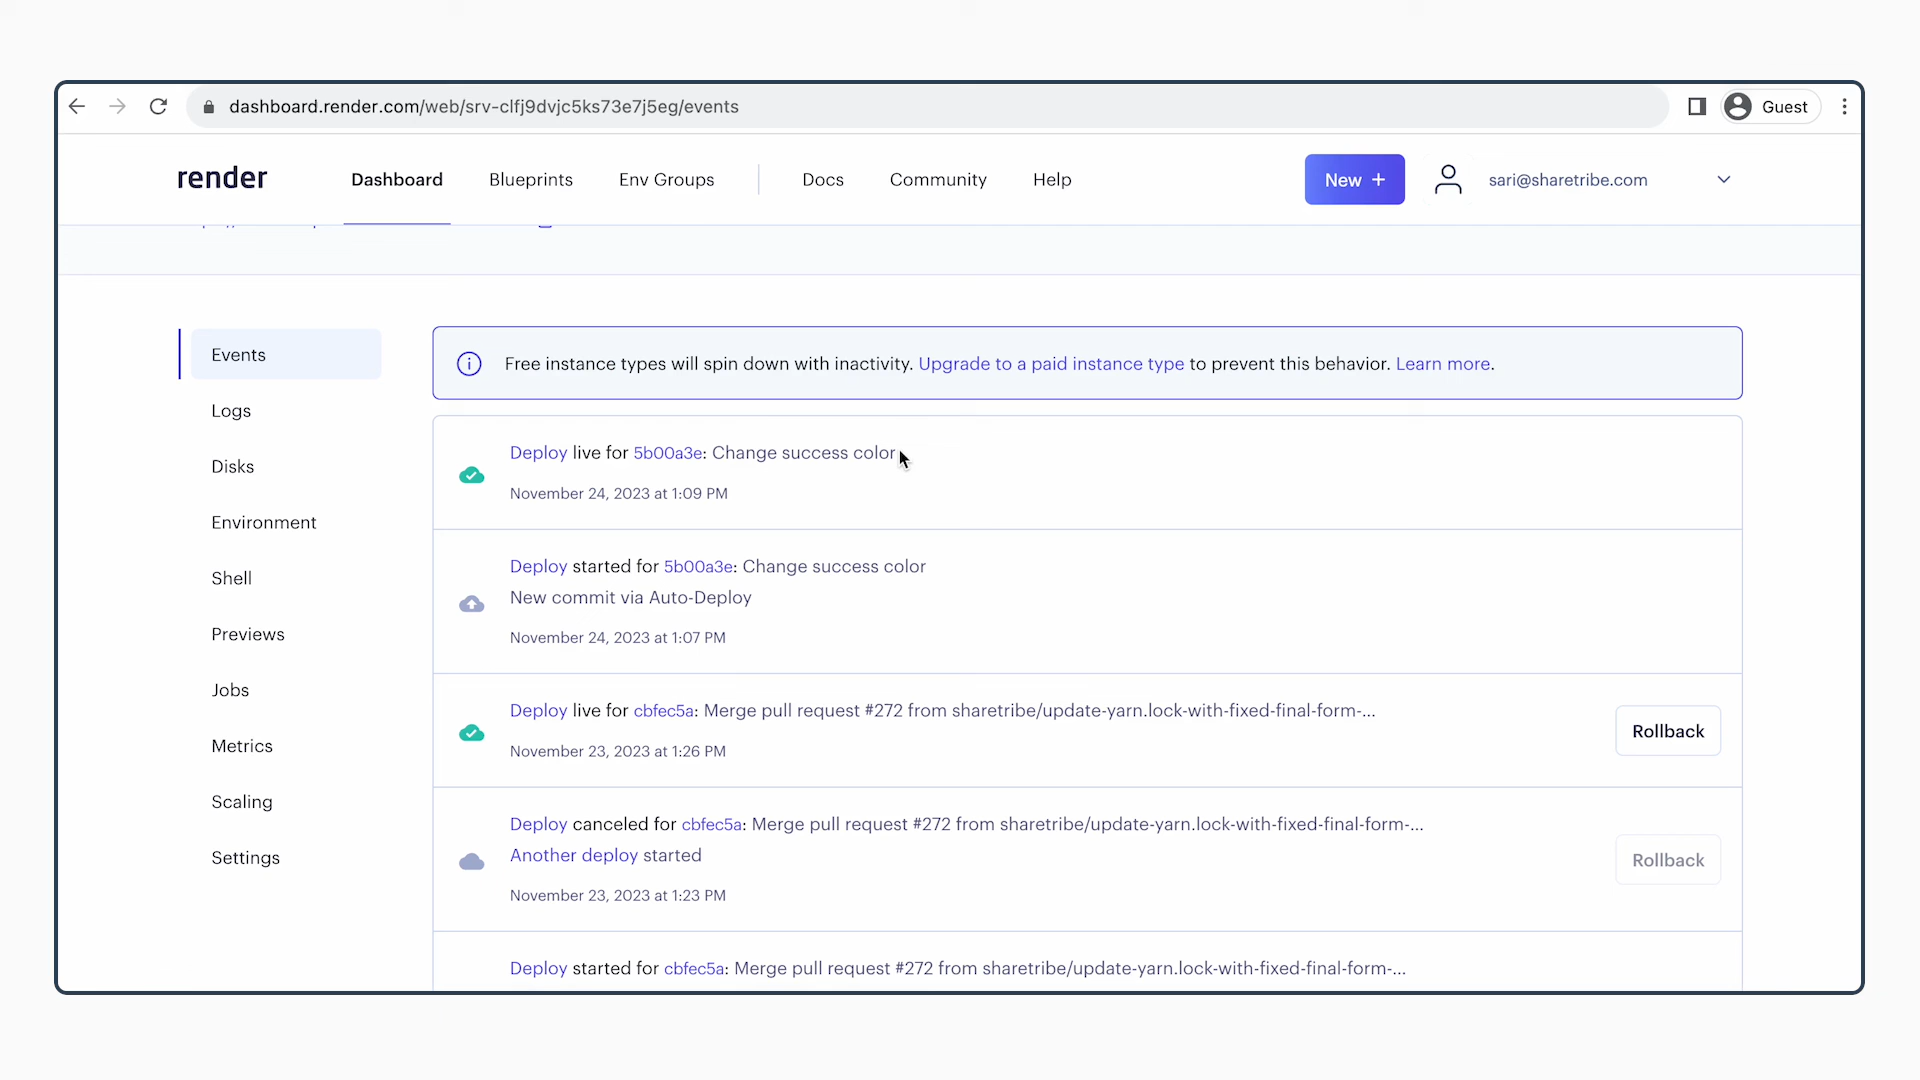 dashboard.render.com/web/srv-clfj9dvjc5ks73e7j5eg/events
Guest
render
Dashboard
Blueprints
Env Groups
Docs
Community
Help
New +
sari@sharetribe.com
Events
Logs
Disks
Environment
Shell
Previews
Jobs
Metrics
Scaling
Settings
Free instance types will spin down with inactivity. Upgrade to a paid instance type to prevent this behavior. Learn more.
Deploy live for 5b00a3e: Change success color
November 24, 2023 at 1:09 PM
Deploy started for 5b00a3e: Change success color
New commit via Auto-Deploy
November 24, 2023 at 1:07 PM
Deploy live for cbfec5a: Merge pull request #272 from sharetribe/update-yarn.lock-with-fixed-final-form-...
November 23, 2023 at 1:26 PM
Rollback
Deploy canceled for cbfec5a: Merge pull request #272 from sharetribe/update-yarn.lock-with-fixed-final-form-...
Another deploy started
November 23, 2023 at 1:23 PM
Rollback
Deploy started for cbfec5a: Merge pull request #272 from sharetribe/update-yarn.lock-with-fixed-final-form-...